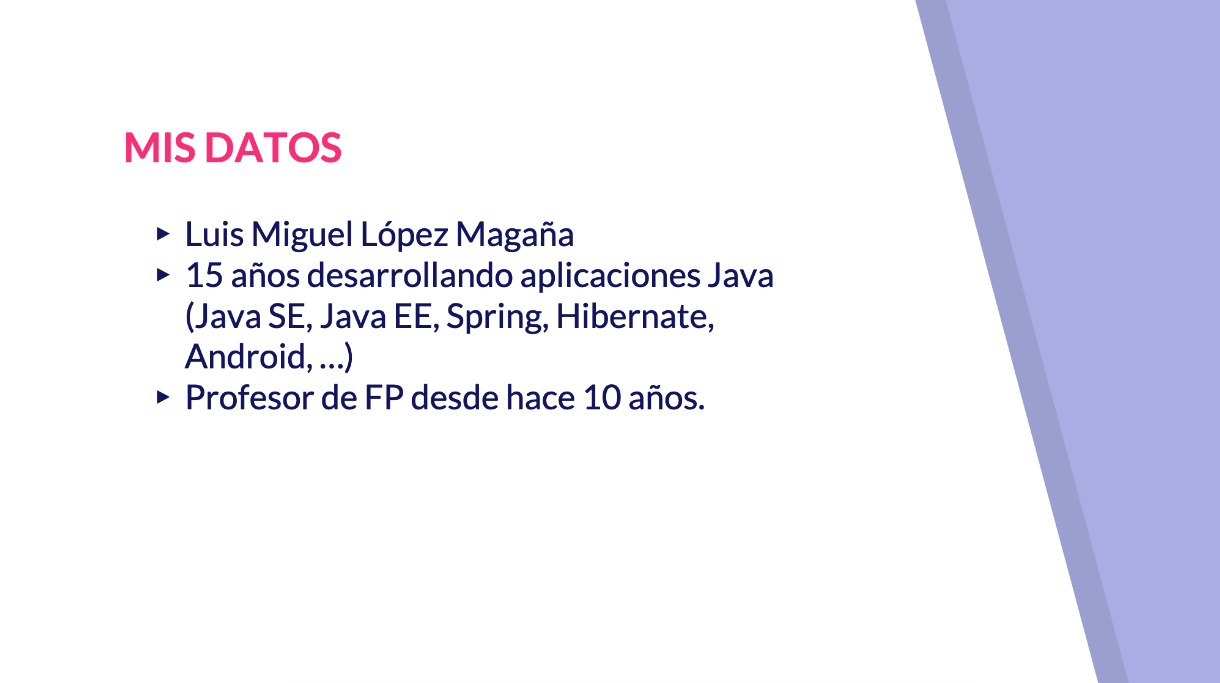 MIS DATOS
▸ Luis Miguel López Magaña
▸ 15 años desarrollando aplicaciones Java
(Java SE, Java EE, Spring, Hibernate,
Android, …)
▸ Profesor de FP desde hace 10 años.